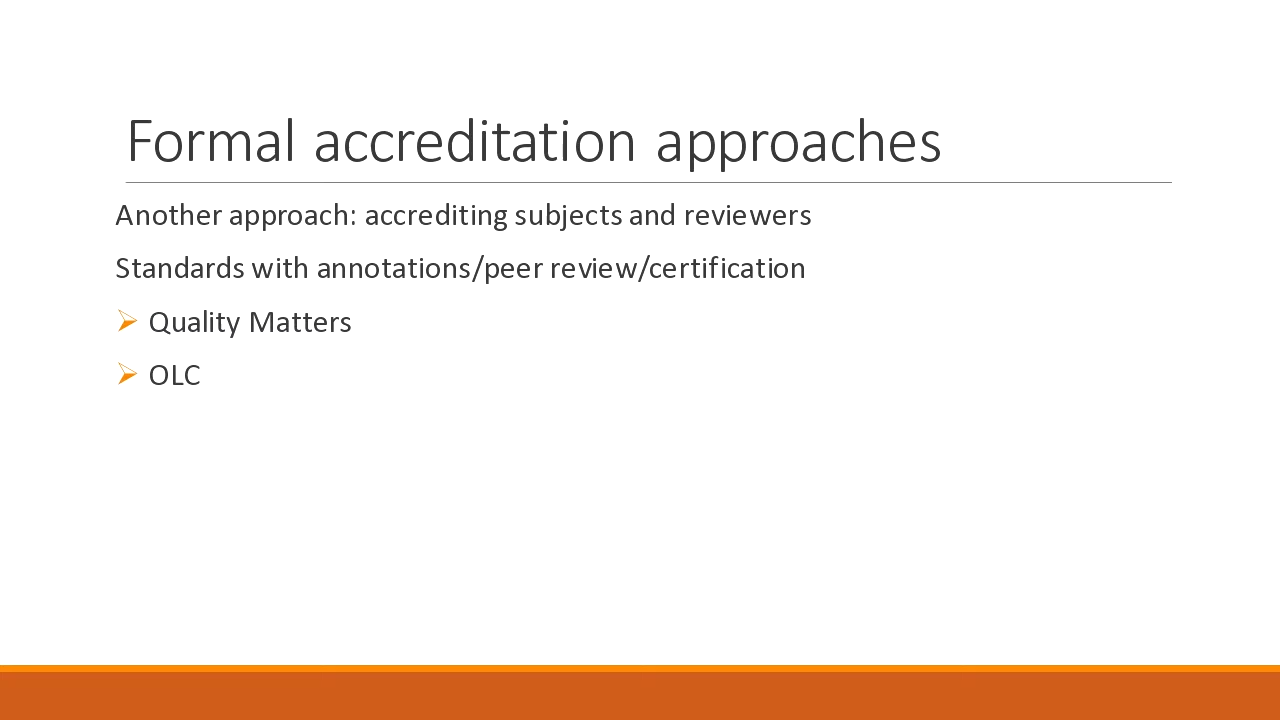 Formal accreditation approaches
Another approach: accrediting subjects and reviewers
Standards with annotations/peer review/certification
Quality Matters
OLC